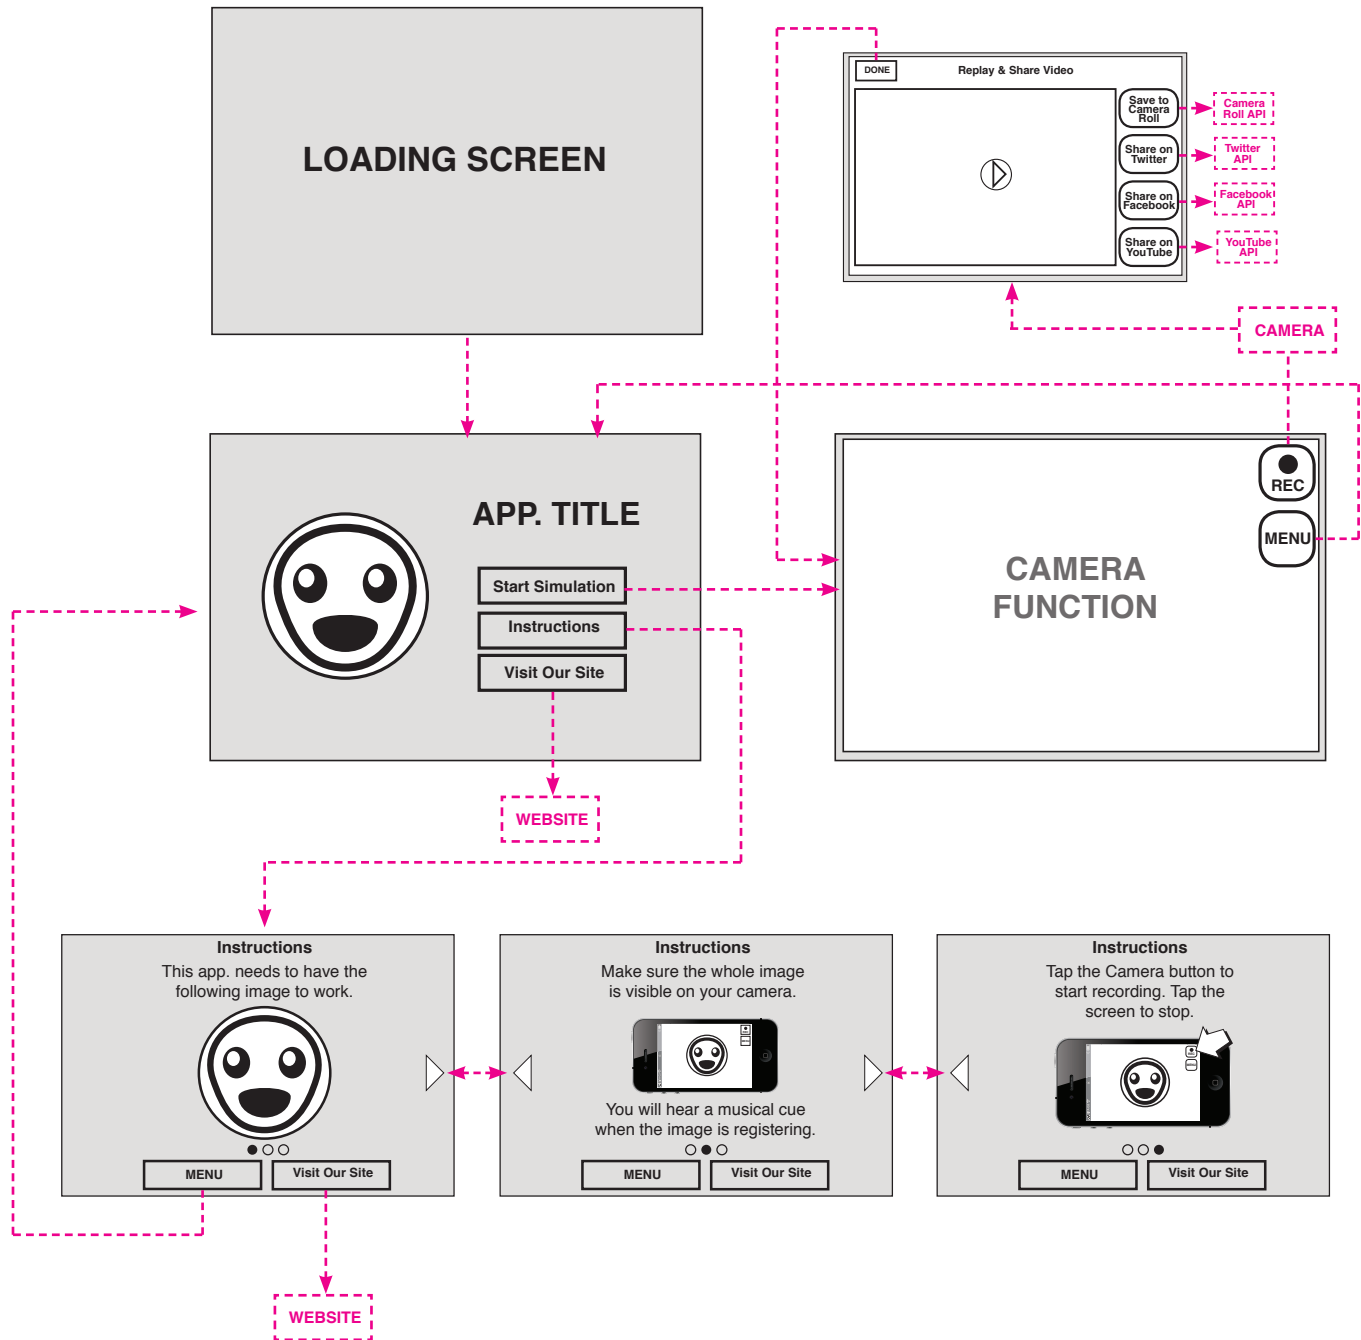 LOADING SCREEN
DONE
Replay & Share Video
Save to
Camera
Roll
Camera
Roll API
Share on
Twitter
Twitter
API
Share on
Facebook
Facebook
API
Share on
YouTube
YouTube
API
CAMERA
APP. TITLE
Start Simulation
Instructions
Visit Our Site
REC
MENU
CAMERA
FUNCTION
WEBSITE
Instructions
This app. needs to have the
following image to work.
MENU
Visit Our Site
Instructions
Make sure the whole image
is visible on your camera.
You will hear a musical cue
when the image is registering.
MENU
Visit Our Site
Instructions
Tap the Camera button to
start recording. Tap the
screen to stop.
MENU
Visit Our Site
WEBSITE